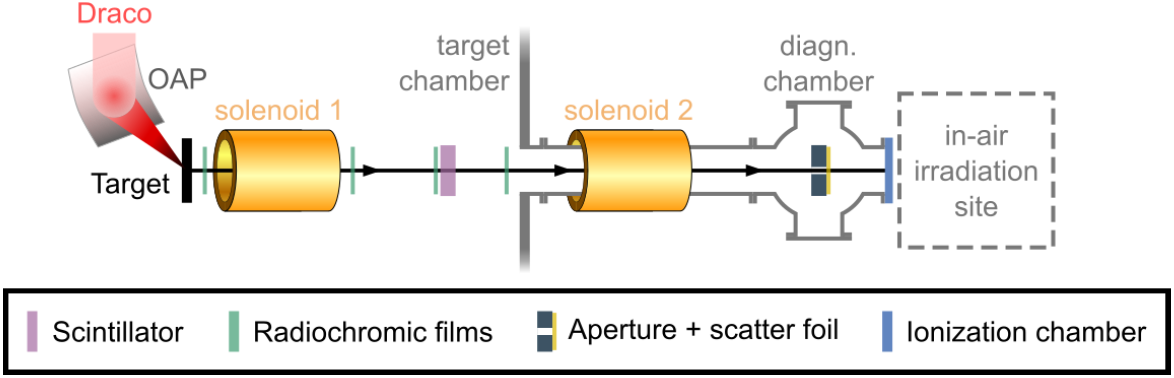 Draco
OAP
target
chamber
diagn.
chamber
solenoid 1
solenoid 2
in-air
irradiation
site
Target
Scintillator
Radiochromic films
Aperture + scatter foil
Ionization chamber